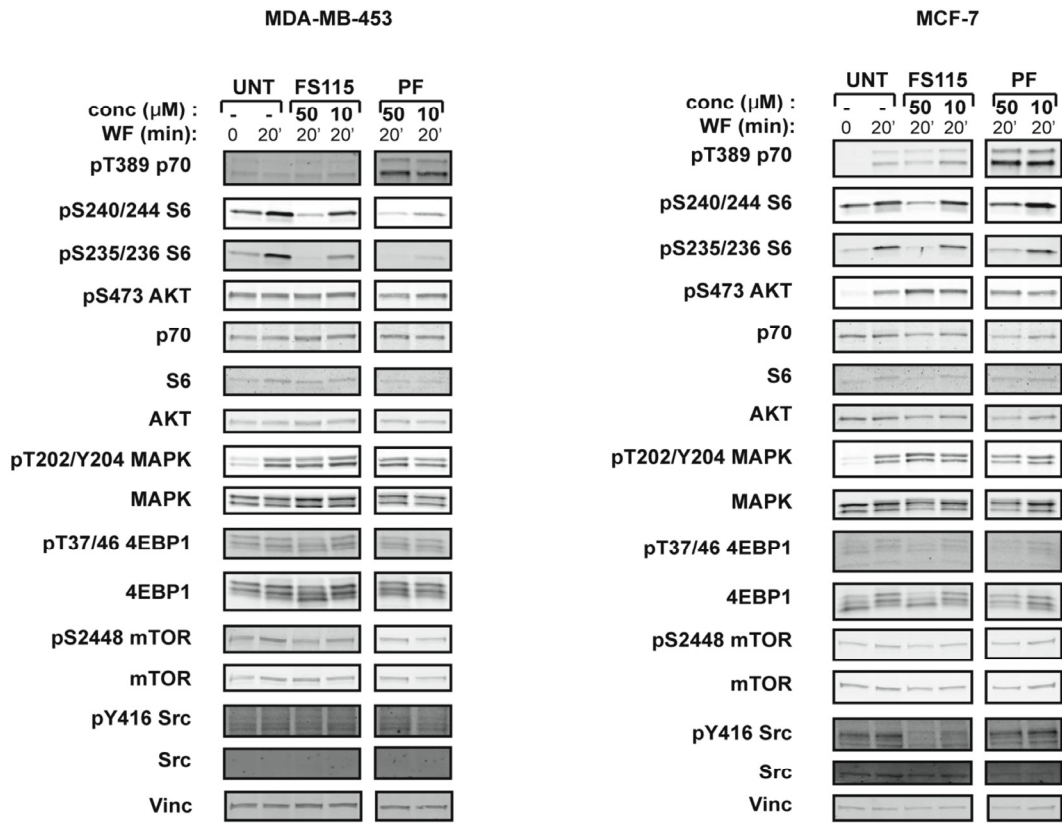 MDA-MB-453
UNT FS115 PF
conc (µM) : - - 50 10 50 10
WF (min): 0 20' 20' 20' 20' 20'
pT389 p70
pS240/244 S6
pS235/236 S6
pS473 AKT
p70
S6
AKT
pT202/Y204 MAPK
MAPK
pT37/46 4EBP1
4EBP1
pS2448 mTOR
mTOR
pY416 Src
Src
Vinc
MCF-7
UNT FS115 PF
conc (µM) : - - 50 10 50 10
WF (min): 0 20' 20' 20' 20' 20'
pT389 p70
pS240/244 S6
pS235/236 S6
pS473 AKT
p70
S6
AKT
pT202/Y204 MAPK
MAPK
pT37/46 4EBP1
4EBP1
pS2448 mTOR
mTOR
pY416 Src
Src
Vinc